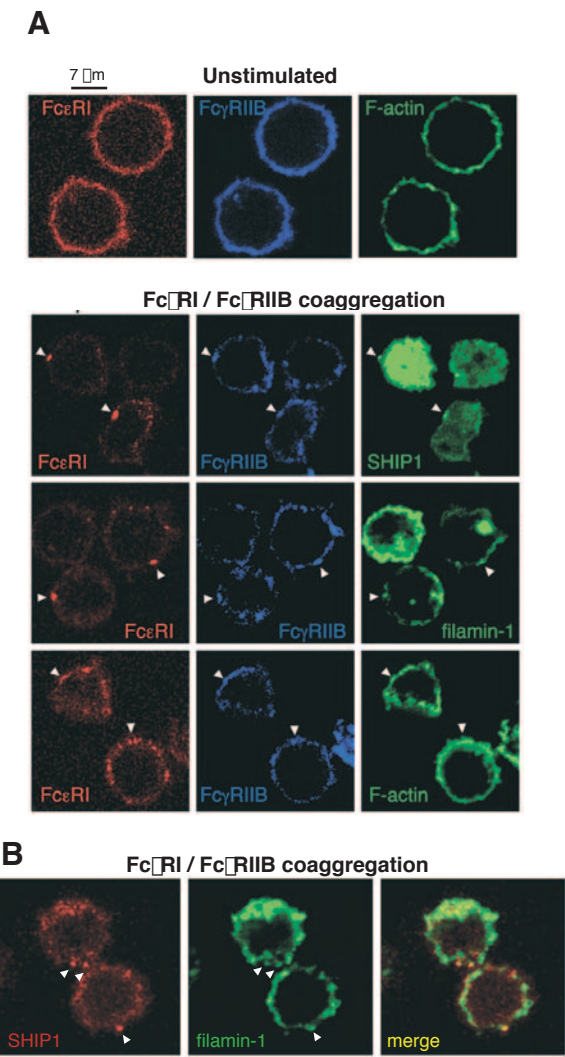 A
7 □m
Unstimulated
FcεRI
FcγRIIB
F-actin
Fc□RI / Fc□RIIB coaggregation
FcεRI
FcγRIIB
SHIP1
FcεRI
FcγRIIB
filamin-1
FcεRI
FcγRIIB
F-actin
B
Fc□RI / Fc□RIIB coaggregation
SHIP1
filamin-1
merge